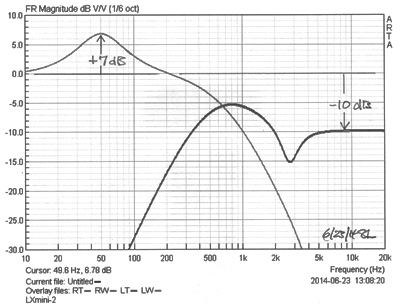 FR Magnitude dB V/V (1/6 oct)
10.0
5.0
0.0
-5.0
-10.0
-15.0
-20.0
-25.0
-30.0
+7dB
-10dB
A
R
T
A
10 20 50 100 200 500 1k 2k 5k 10k 20k
Cursor: 49.6 Hz, 6.78 dB
Frequency (Hz)
Current file: Untitled
2014-06-23 13:08:20
Overlay files: RT RW LT LW
LXmini-2